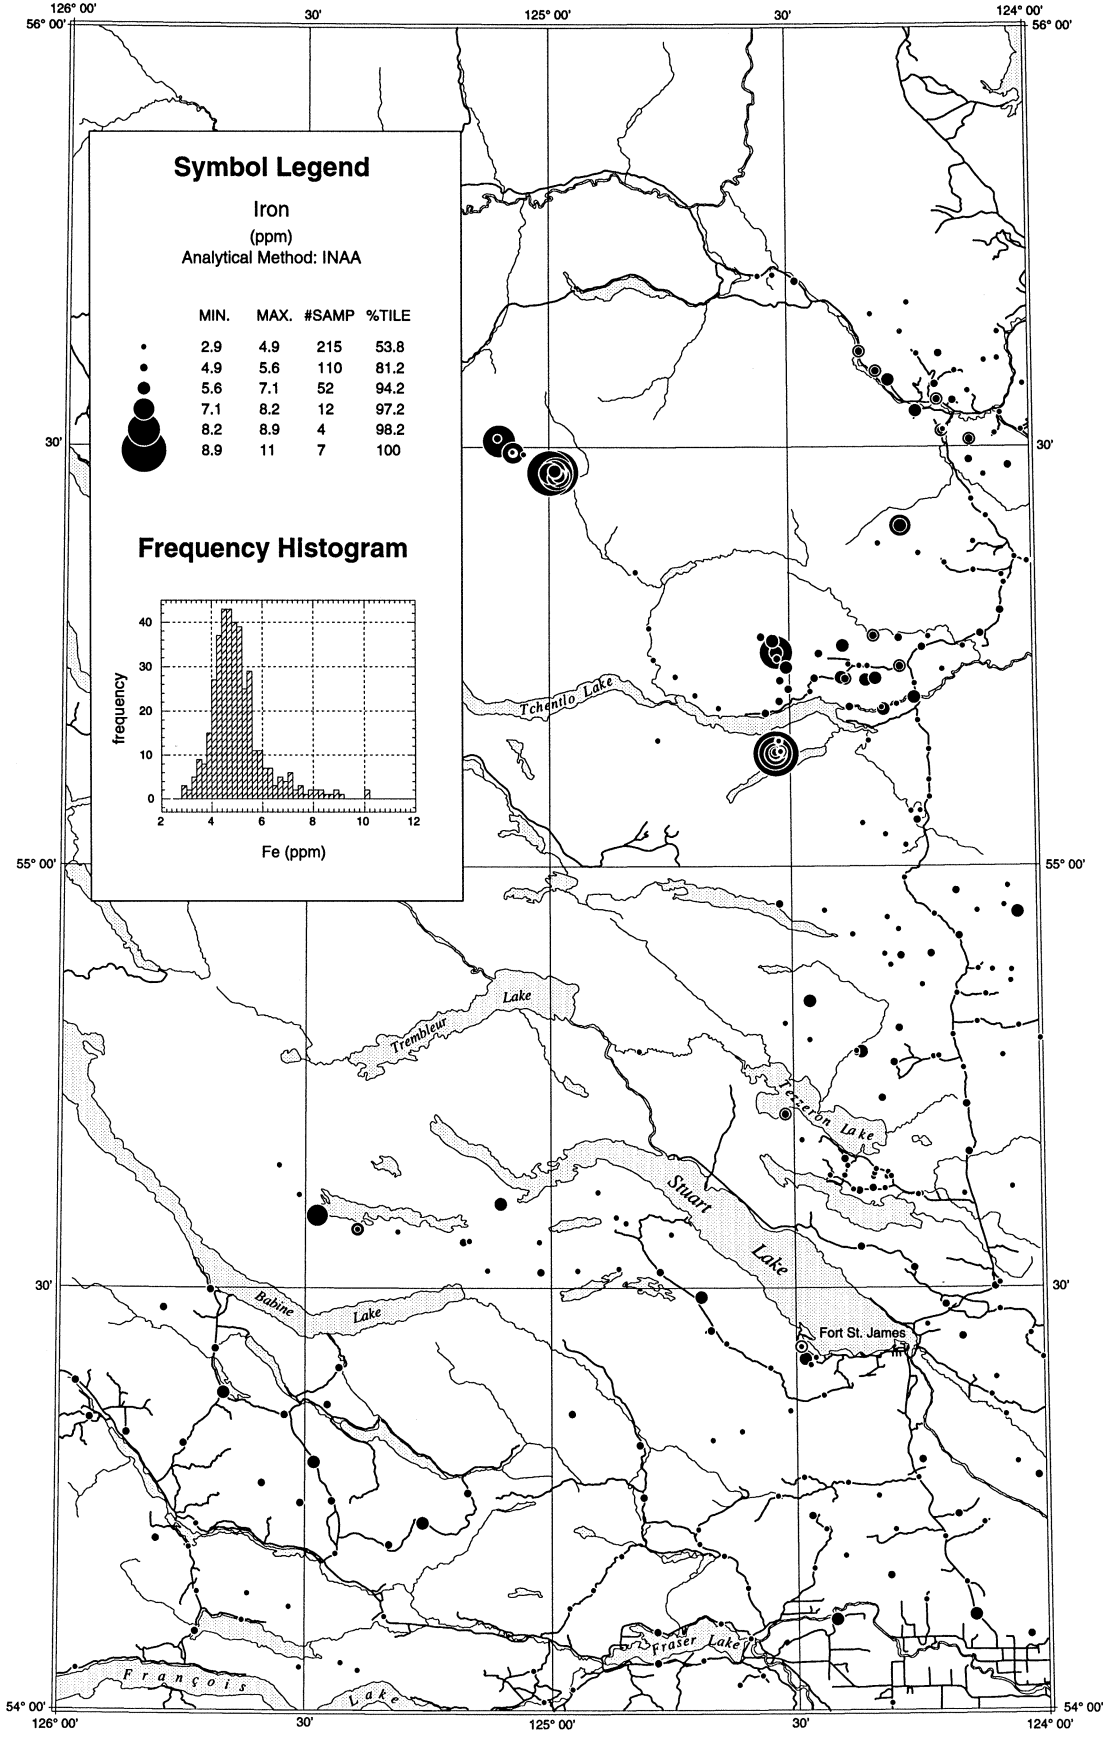 126° 00' 30' 125° 00' 30' 124° 00'
56° 00' 56° 00'
Symbol Legend
Iron
(ppm)
Analytical Method: INAA
MIN. MAX. #SAMP %TILE
2.9 4.9 215 53.8
4.9 5.6 110 81.2
5.6 7.1 52 94.2
7.1 8.2 12 97.2
8.2 8.9 4 98.2
8.9 11 7 100
30' 30'
Frequency Histogram
40
30
20
10
0
frequency
2 4 6 8 10 12
Fe (ppm)
Tchentlo Lake
55° 00' 55° 00'
Trembleur Lake
Tezzeron Lake
Stuart Lake
30' 30'
Babine Lake
Fort St. James
Fraser Lake
François Lake
54° 00' 54° 00'
126° 00' 30' 125° 00' 30' 124° 00'